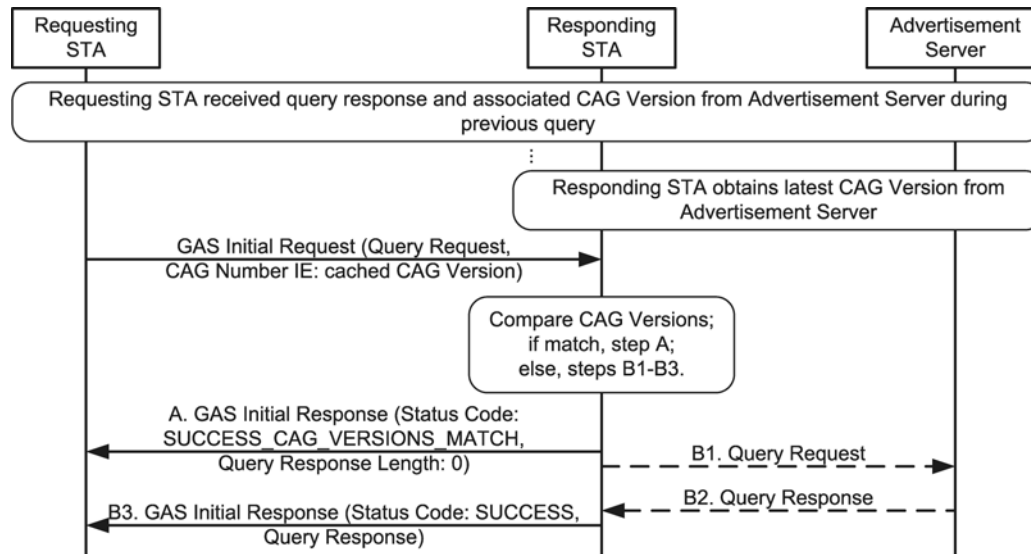 Requesting
STA
Responding
STA
Advertisement
Server
Requesting STA received query response and associated CAG Version from Advertisement Server during
previous query
Responding STA obtains latest CAG Version from
Advertisement Server
GAS Initial Request (Query Request,
CAG Number IE: cached CAG Version)
Compare CAG Versions;
if match, step A;
else, steps B1-B3.
A. GAS Initial Response (Status Code:
SUCCESS_CAG_VERSIONS_MATCH,
Query Response Length: 0)
B1. Query Request
B2. Query Response
B3. GAS Initial Response (Status Code: SUCCESS,
Query Response)